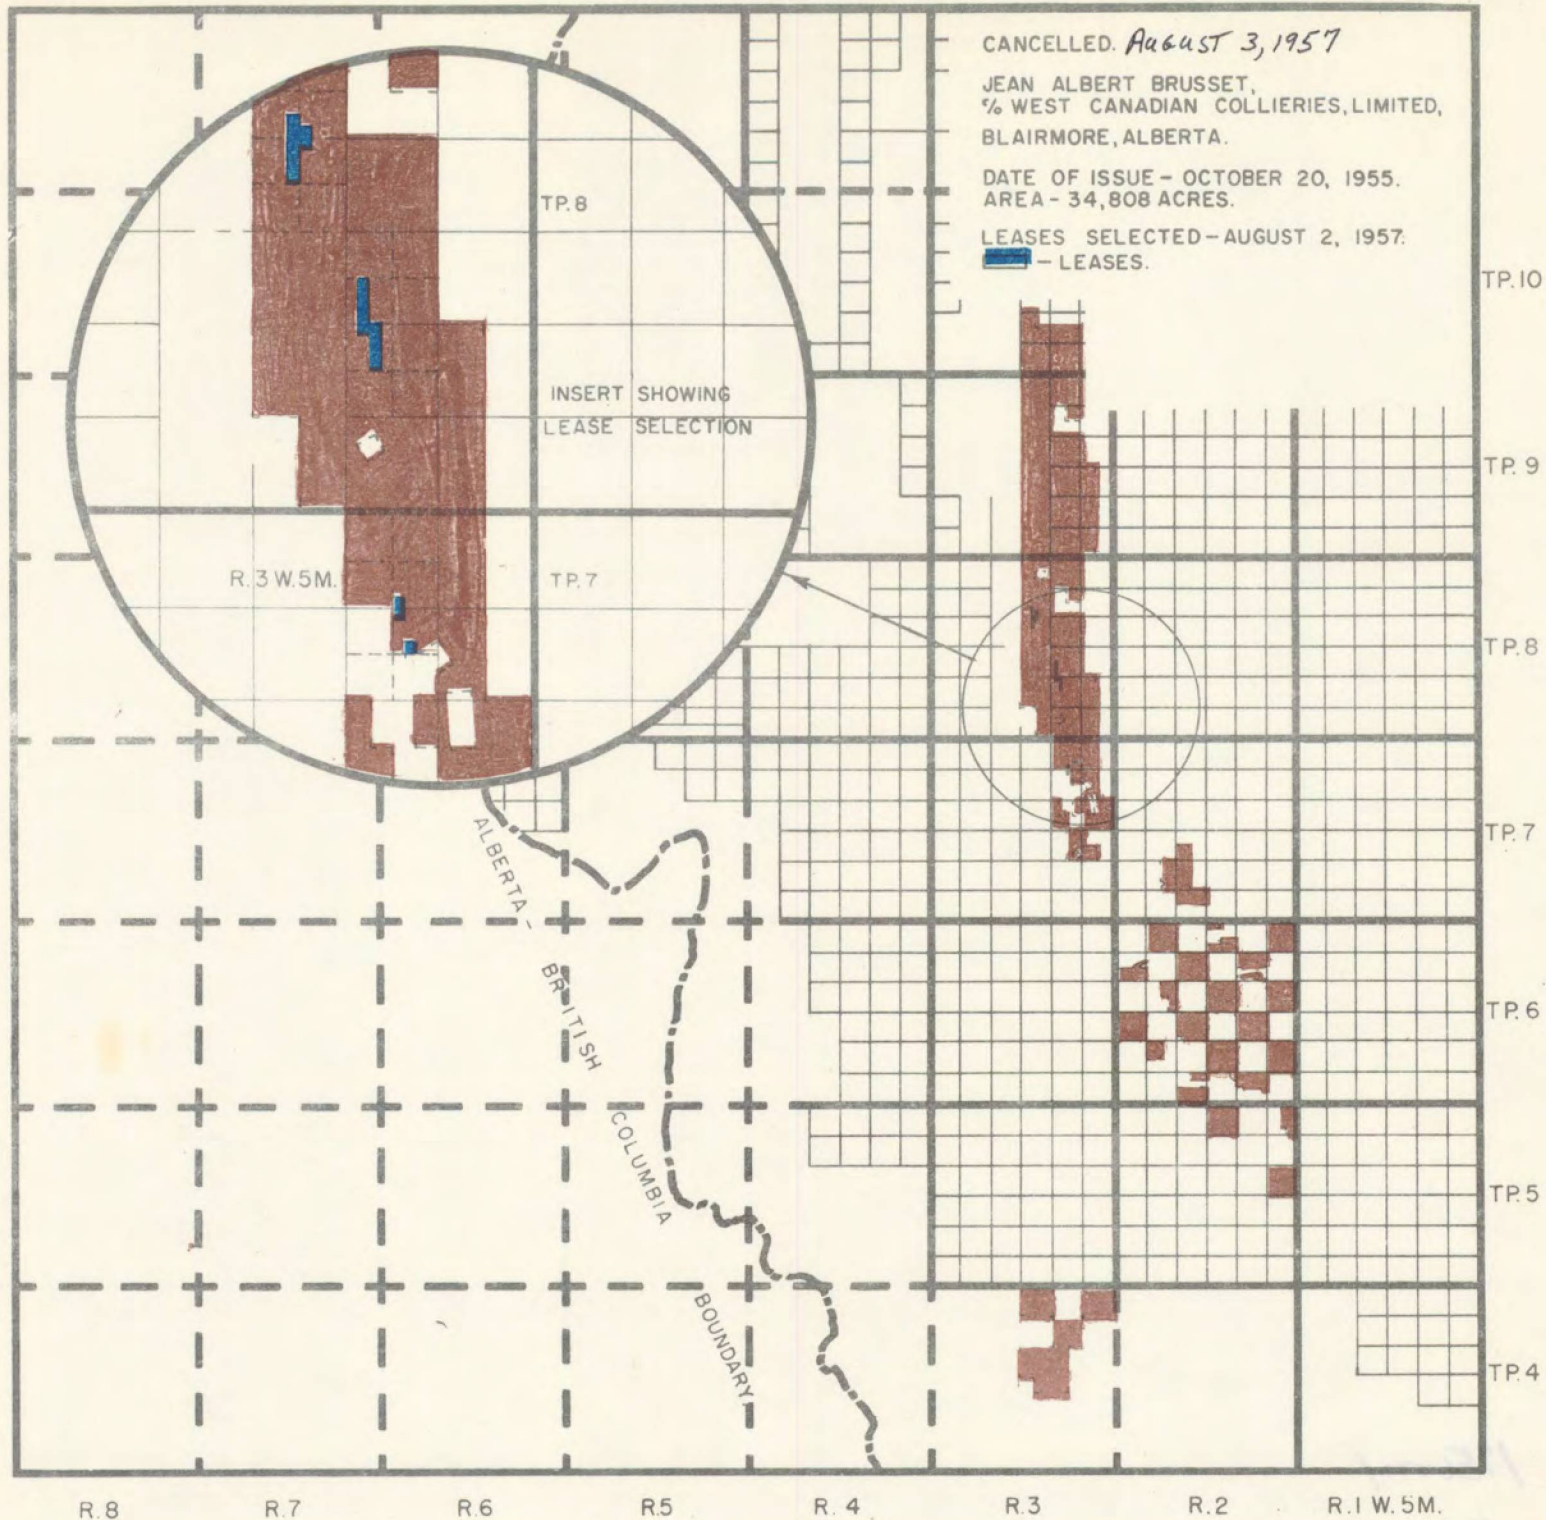 CANCELLED. AUGUST 3, 1957
JEAN ALBERT BRUSSET,
℅ WEST CANADIAN COLLIERIES, LIMITED,
BLAIRMORE, ALBERTA.
DATE OF ISSUE - OCTOBER 20, 1955.
AREA - 34,808 ACRES.
LEASES SELECTED - AUGUST 2, 1957.
- LEASES.
TP. 8
INSERT SHOWING
LEASE SELECTION
R. 3 W. 5M.
TP. 7
TP. 10
TP. 9
TP. 8
TP. 7
TP. 6
TP. 5
TP. 4
ALBERTA -
BRITISH
COLUMBIA
BOUNDARY.
R. 8
R. 7
R. 6
R5
R. 4
R. 3
R. 2
R. 1 W. 5M.